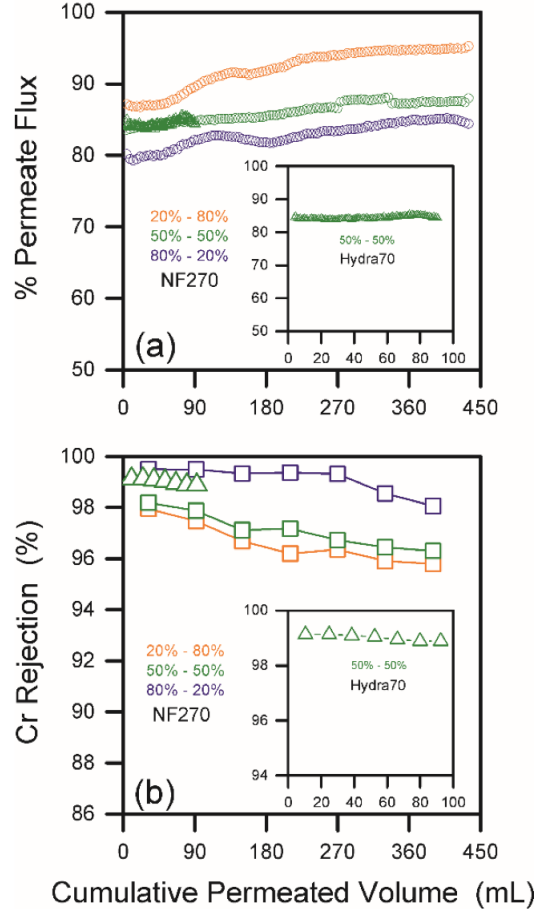 100
90
80
70
60
50
% Permeate Flux
20% - 80%
50% - 50%
80% - 20%
NF270
(a)
100
90
80
70
60
50
50% - 50%
Hydra70
0 20 40 60 80 100
0 90 180 270 360 450
100
98
96
94
92
90
88
86
Cr Rejection (%)
20% - 80%
50% - 50%
80% - 20%
NF270
(b)
100
98
96
94
50% - 50%
Hydra70
0 20 40 60 80 100
0 90 180 270 360 450
Cumulative Permeated Volume (mL)